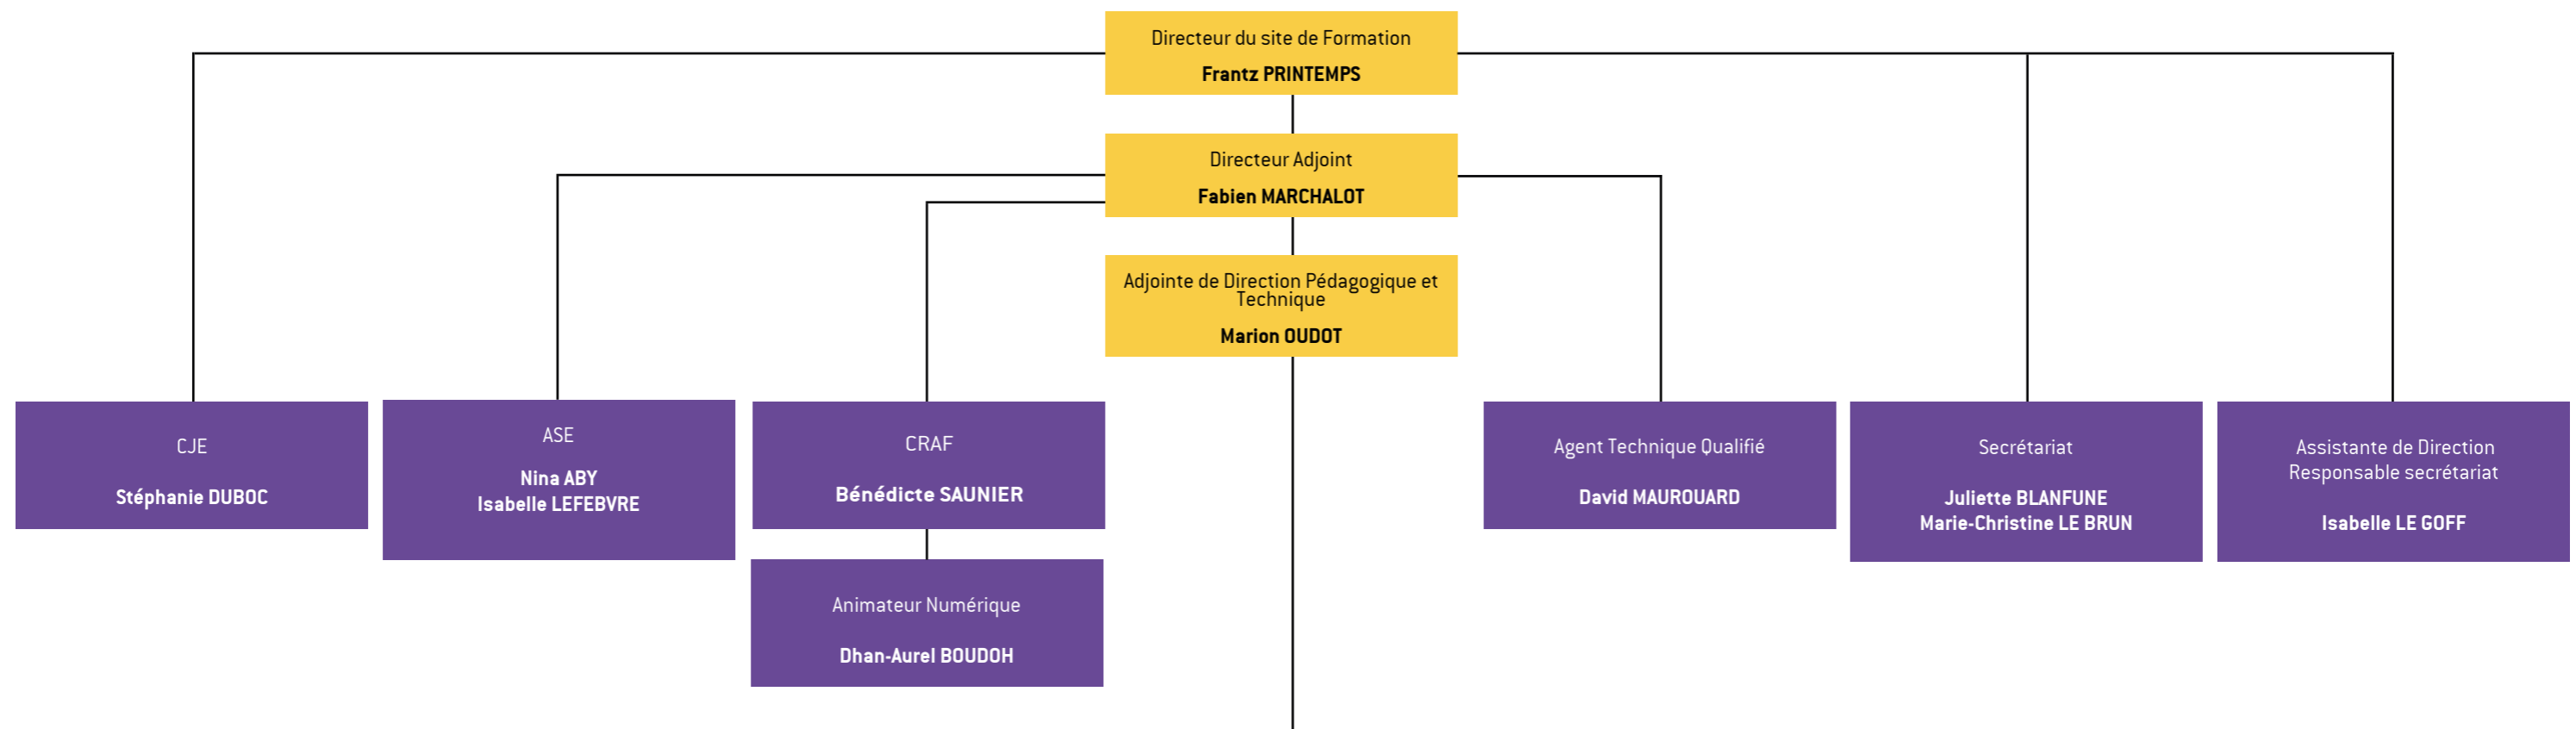 Directeur du site de Formation
Frantz PRINTEMPS
Directeur Adjoint
Fabien MARCHALOT
Adjointe de Direction Pédagogique et
Technique
Marion OUDOT
CJE
Stéphanie DUBOC
ASE
Nina ABY
Isabelle LEFEBVRE
CRAF
Bénédicte SAUNIER
Animateur Numérique
Dhan-Aurel BOUDOH
Agent Technique Qualifié
David MAUROUARD
Secrétariat
Juliette BLANFUNE
Marie-Christine LE BRUN
Assistante de Direction
Responsable secrétariat
Isabelle LE GOFF